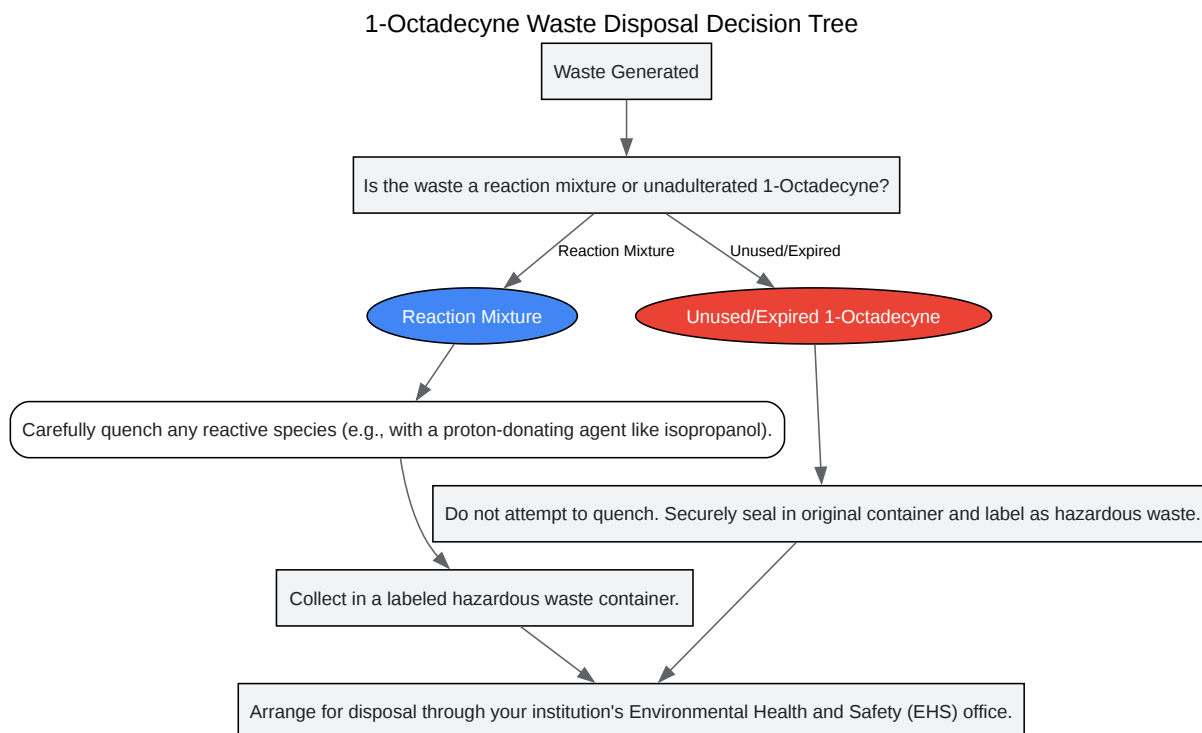 1-Octadecyne Waste Disposal Decision Tree
Waste Generated
Is the waste a reaction mixture or unadulterated 1-Octadecyne?
Reaction Mixture
Unused/Expired
Reaction Mixture
Unused/Expired 1-Octadecyne
Carefully quench any reactive species (e.g., with a proton-donating agent like isopropanol).
Do not attempt to quench. Securely seal in original container and label as hazardous waste.
Collect in a labeled hazardous waste container.
Arrange for disposal through your institution's Environmental Health and Safety (EHS) office.